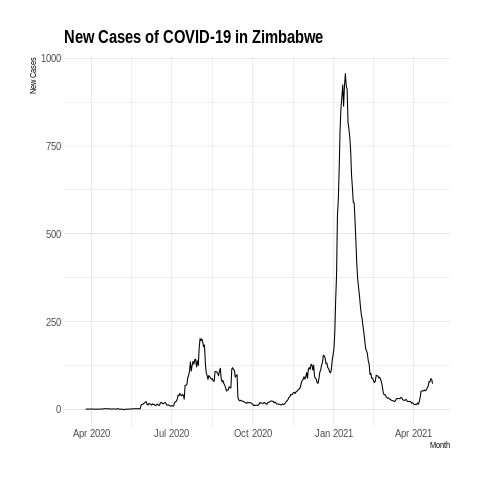 New Cases of COVID-19 in Zimbabwe
New Cases
1000
750
500
250
0
Apr 2020 Jul 2020 Oct 2020 Jan 2021 Apr 2021
Month